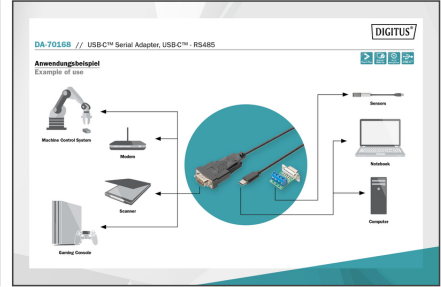 DIGITUS®
DA-70168 // USB-C™ Serial Adapter, USB-C™ - RS485
Anwendungsbeispiel
Example of use
Machine Control System
Modem
Scanner
Gaming Console
Sensors
Notebook
Computer